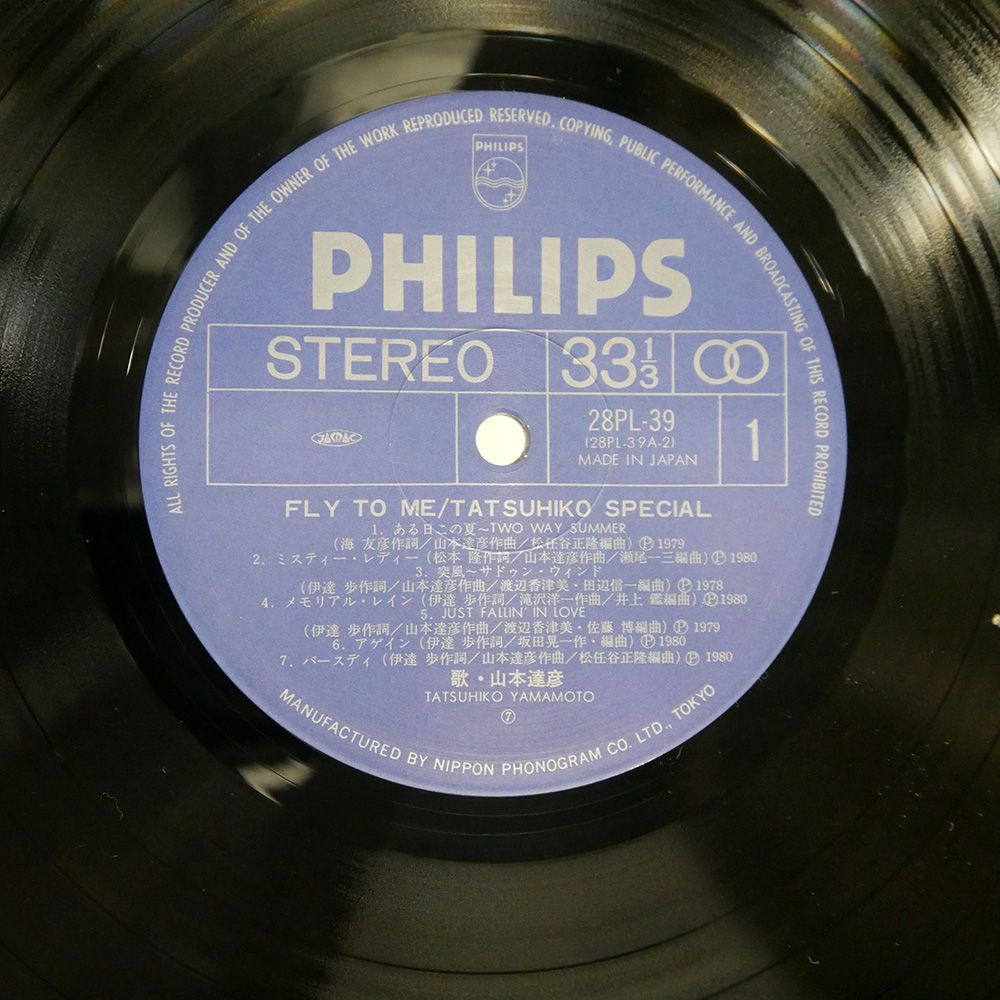 ALL RIGHTS OF THE RECORD PRODUCER AND OF THE OWNER OF THE WORK REPRODUCED RESERVED. COPYING, PUBLIC PERFORMANCE AND BROADCASTING OF THIS RECORD PROHIBITED
PHILIPS
PHILIPS
STEREO 33 1/3
JASRAC 28PL-39 1
(28PL-39A-2)
MADE IN JAPAN
FLY TO ME/TATSUHIKO SPECIAL
1. ある日この夏～TWO WAY SUMMER
(海 友彦作詞／山本達彦作曲／松任谷正隆編曲) Ⓟ 1979
2. ミスティー・レディー (松本 隆作詞／山本達彦作曲／瀬尾一三編曲) Ⓟ 1980
3. 突風～サドゥン・ウィンド
(伊達 歩作詞／山本達彦作曲／渡辺香津美・田辺信一編曲) Ⓟ 1978
4. メモリアル・レイン (伊達 歩作詞／滝沢洋一作曲／井上 鑑編曲) Ⓟ 1980
5. JUST FALLIN' IN LOVE
(伊達 歩作詞／山本達彦作曲／渡辺香津美・佐藤 博編曲) Ⓟ 1979
6. アゲイン (伊達 歩作詞／坂田晃一作・編曲) Ⓟ 1980
7. バースディ (伊達 歩作詞／山本達彦作曲／松任谷正隆編曲) Ⓟ 1980
歌・山本達彦
TATSUHIKO YAMAMOTO
⑦
MANUFACTURED BY NIPPON PHONOGRAM CO. LTD., TOKYO